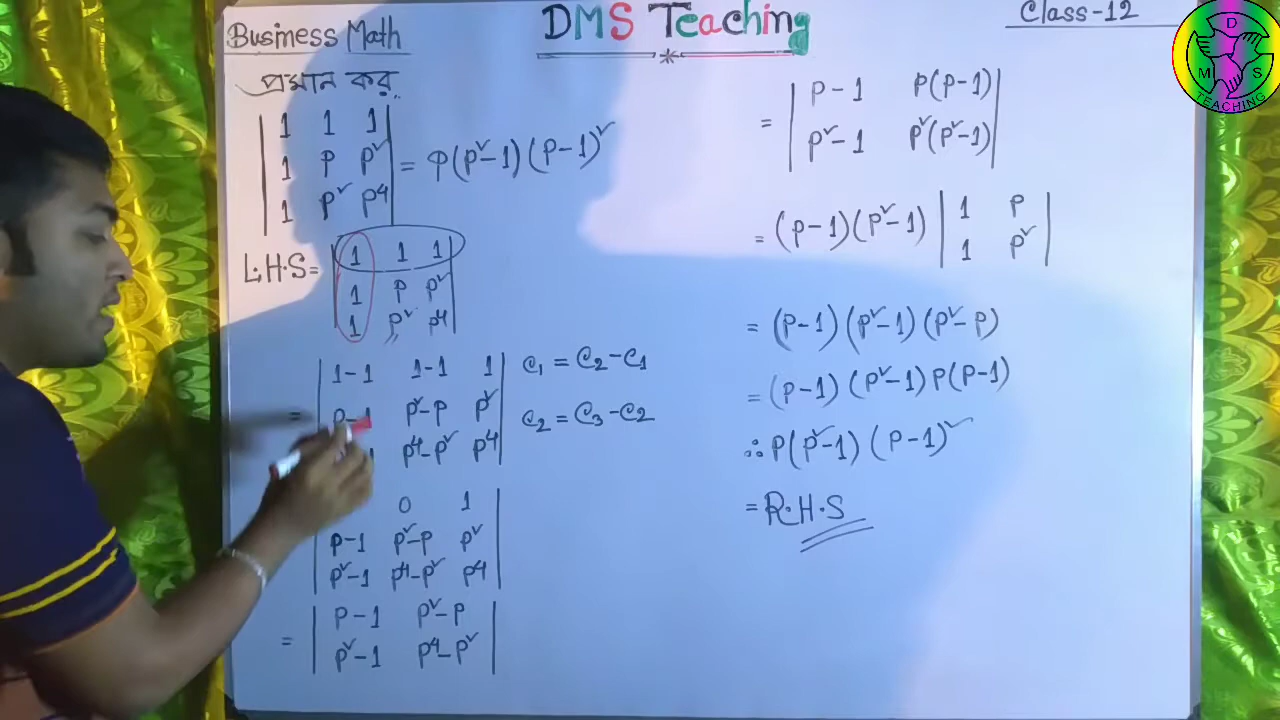 Business Math
DMS Teaching
Class-12
প্রমান কর,
| 1 1 1 |
| 1 P P² | = P(P²-1)(P-1)²
| 1 P² P⁴ |
L.H.S = | 1 1 1 |
| 1 P P² |
| 1 P² P⁴ |
| 1-1 1-1 1 | C₁ = C₂-C₁
= | P-1 P²-P P² | C₂ = C₃-C₂
| 1 P⁴-P² P⁴ |
| 0 1 |
| P-1 P²-P P² |
| P²-1 P⁴-P² P⁴ |
= | P-1 P²-P |
| P²-1 P⁴-P² |
= | P-1 P(P-1) |
| P²-1 P²(P²-1) |
= (P-1)(P²-1) | 1 P |
| 1 P² |
= (P-1)(P²-1)(P²-P)
= (P-1)(P²-1)P(P-1)
∴ P(P²-1)(P-1)²
= R.H.S
D
M S
TEACHING